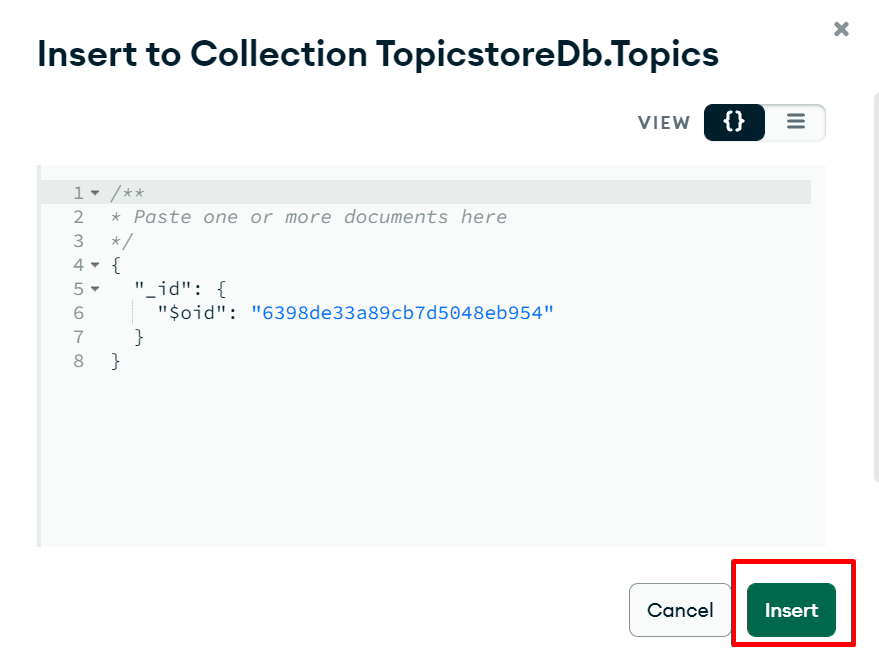 Insert to Collection TopicstoreDb.Topics
VIEW {}
1 /**
2 * Paste one or more documents here
3 */
4 {
5 "_id": {
6 "$oid": "6398de33a89cb7d5048eb954"
7 }
8 }
Cancel Insert